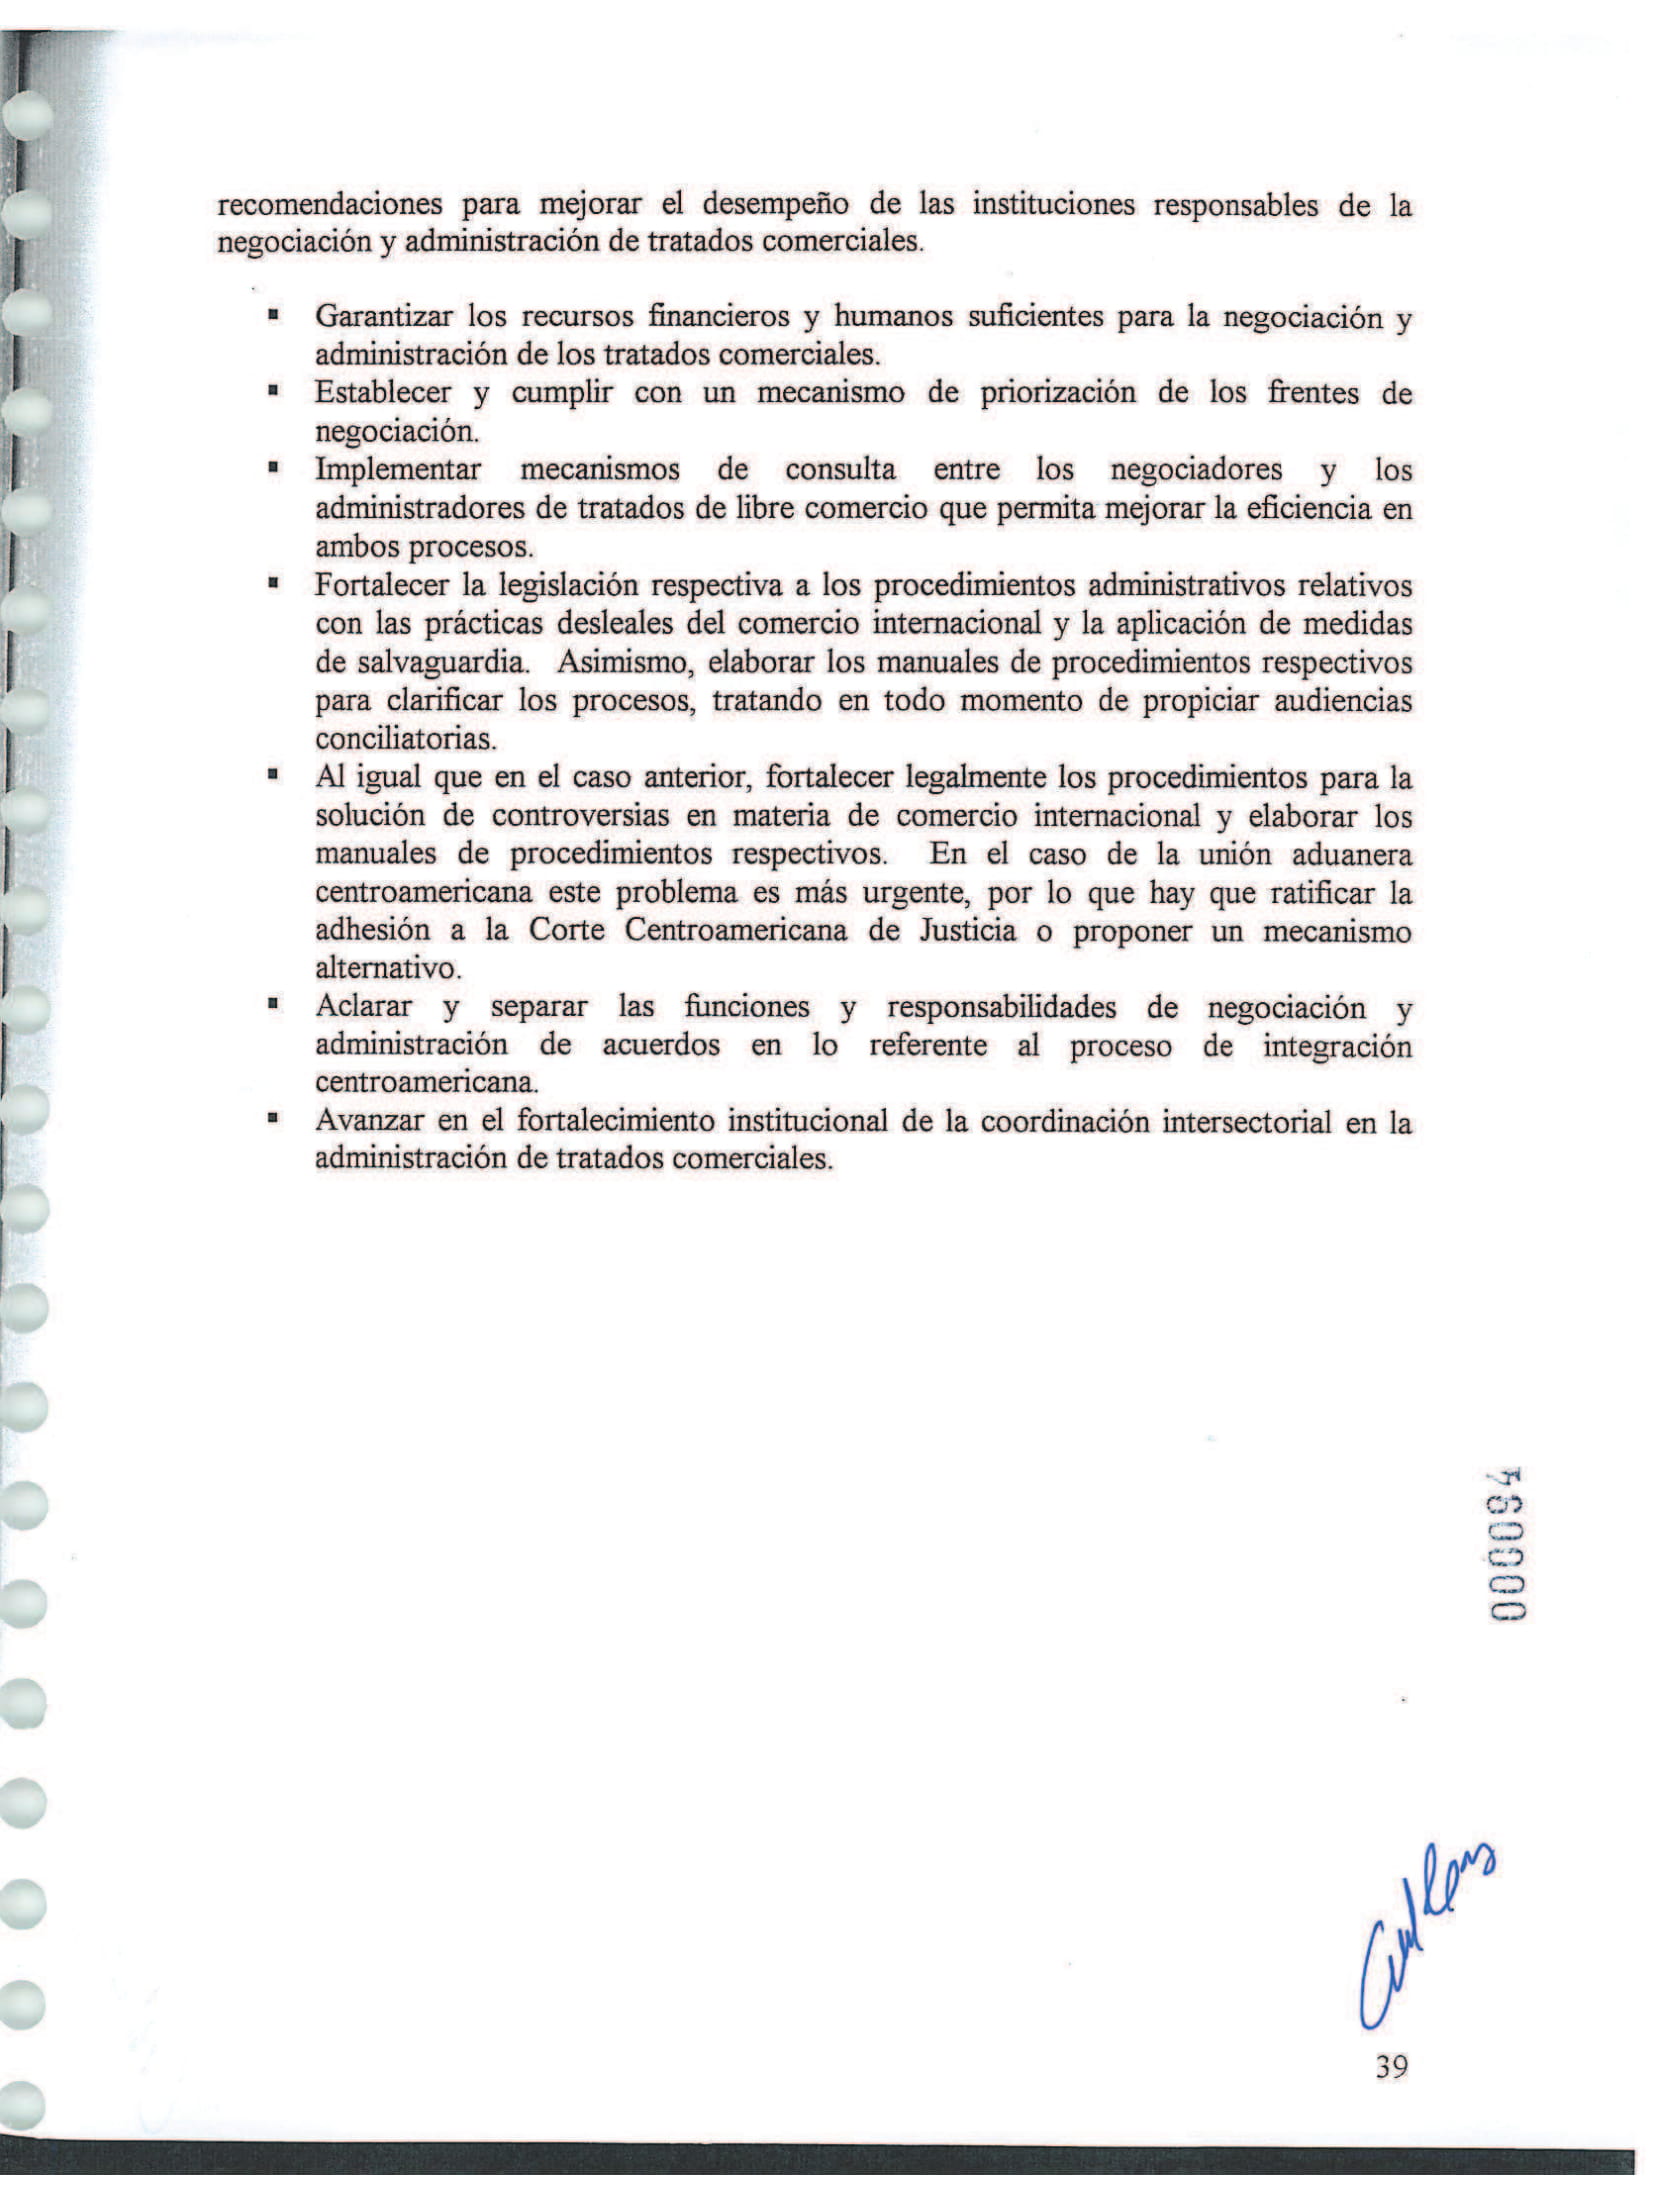 recomendaciones para mejorar el desempeño de las instituciones responsables de la
negociación y administración de tratados comerciales.
▪ Garantizar los recursos financieros y humanos suficientes para la negociación y
administración de los tratados comerciales.
▪ Establecer y cumplir con un mecanismo de priorización de los frentes de
negociación.
▪ Implementar mecanismos de consulta entre los negociadores y los
administradores de tratados de libre comercio que permita mejorar la eficiencia en
ambos procesos.
▪ Fortalecer la legislación respectiva a los procedimientos administrativos relativos
con las prácticas desleales del comercio internacional y la aplicación de medidas
de salvaguardia. Asimismo, elaborar los manuales de procedimientos respectivos
para clarificar los procesos, tratando en todo momento de propiciar audiencias
conciliatorias.
▪ Al igual que en el caso anterior, fortalecer legalmente los procedimientos para la
solución de controversias en materia de comercio internacional y elaborar los
manuales de procedimientos respectivos. En el caso de la unión aduanera
centroamericana este problema es más urgente, por lo que hay que ratificar la
adhesión a la Corte Centroamericana de Justicia o proponer un mecanismo
alternativo.
▪ Aclarar y separar las funciones y responsabilidades de negociación y
administración de acuerdos en lo referente al proceso de integración
centroamericana.
▪ Avanzar en el fortalecimiento institucional de la coordinación intersectorial en la
administración de tratados comerciales.
000094
39